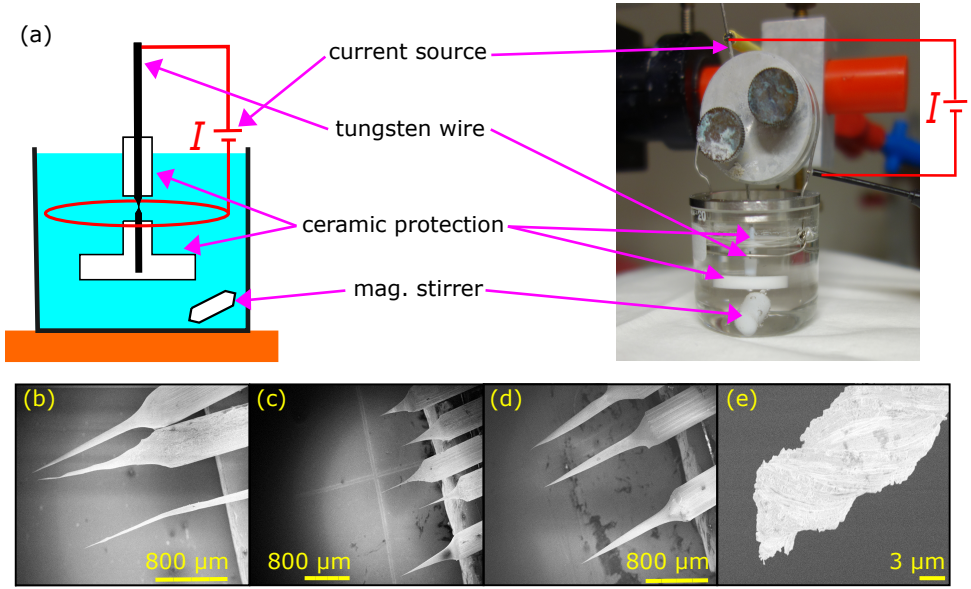 (a)
current source
I
I
tungsten wire
ceramic protection
mag. stirrer
(b)
(c)
(d)
(e)
800 μm
800 μm
800 μm
3 μm